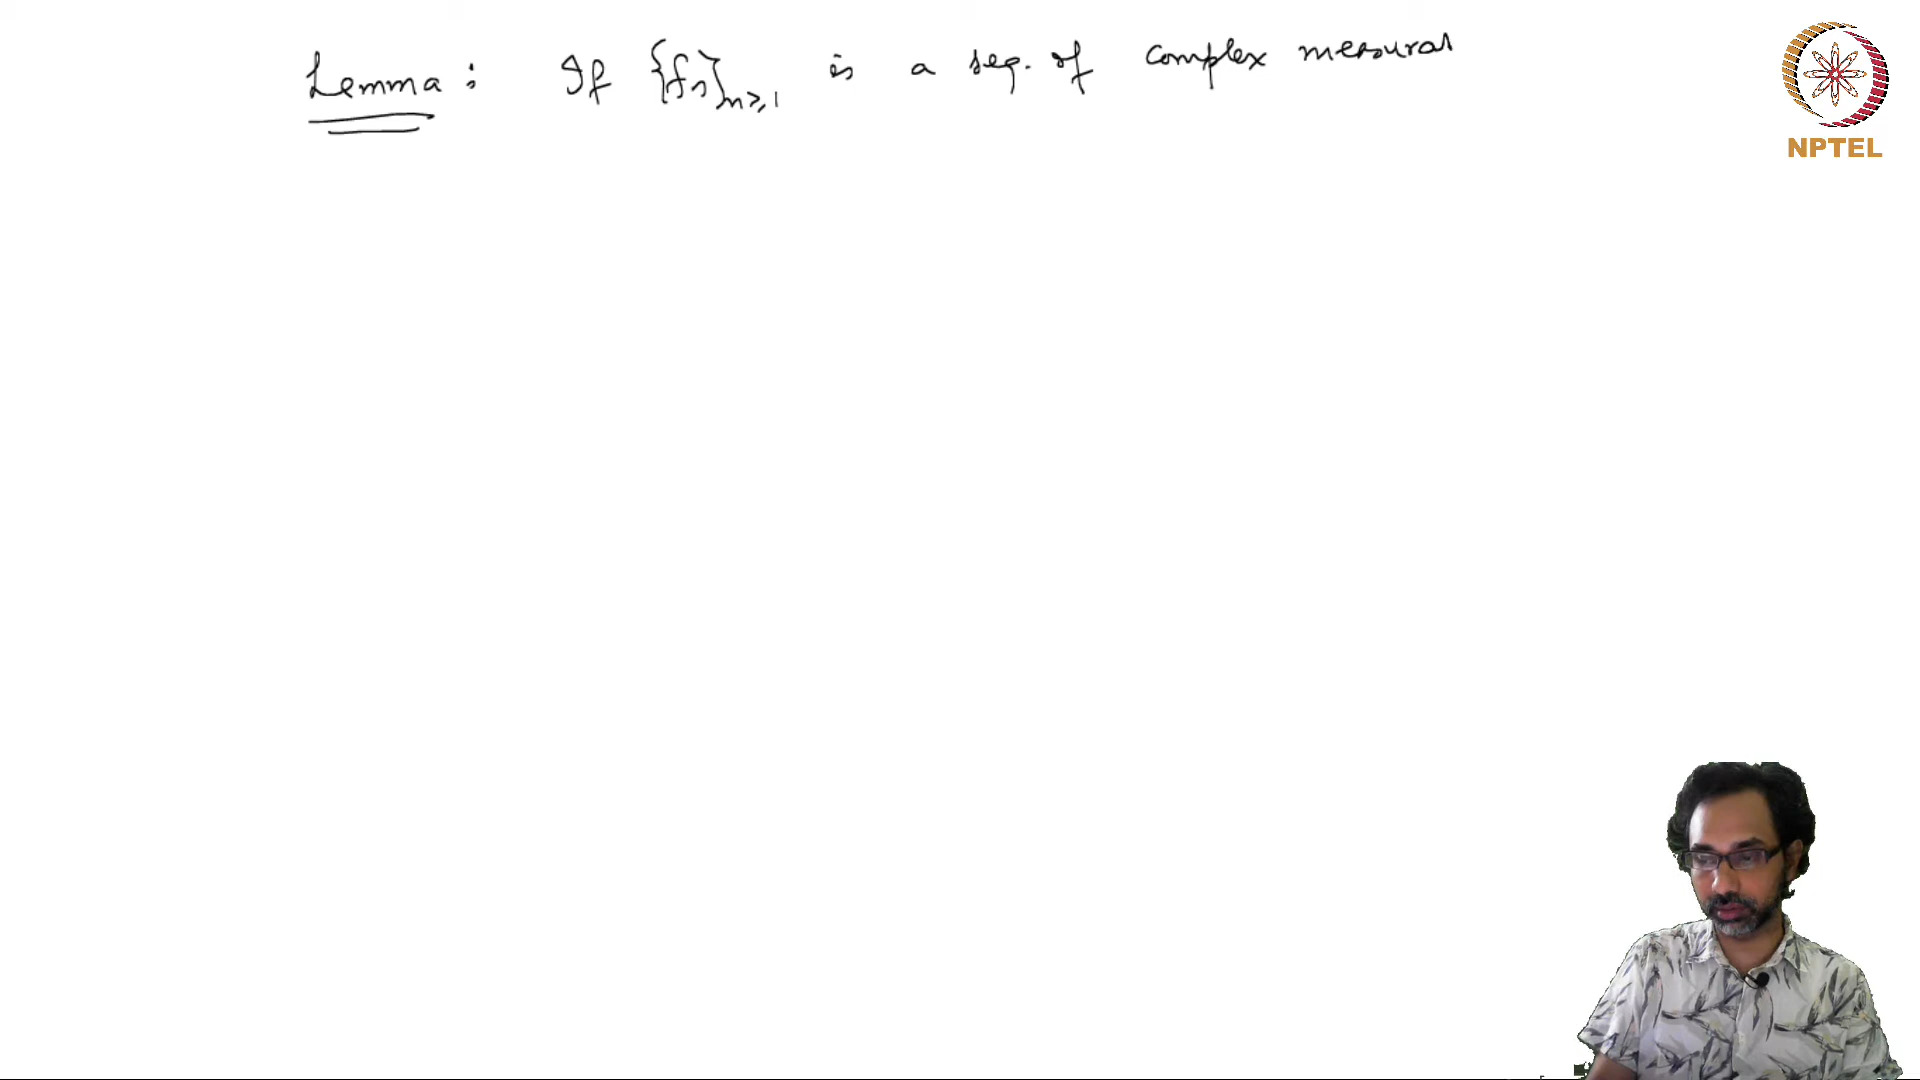 Lemma : If {fn}n≥1 is a seq. of complex measural
NPTEL